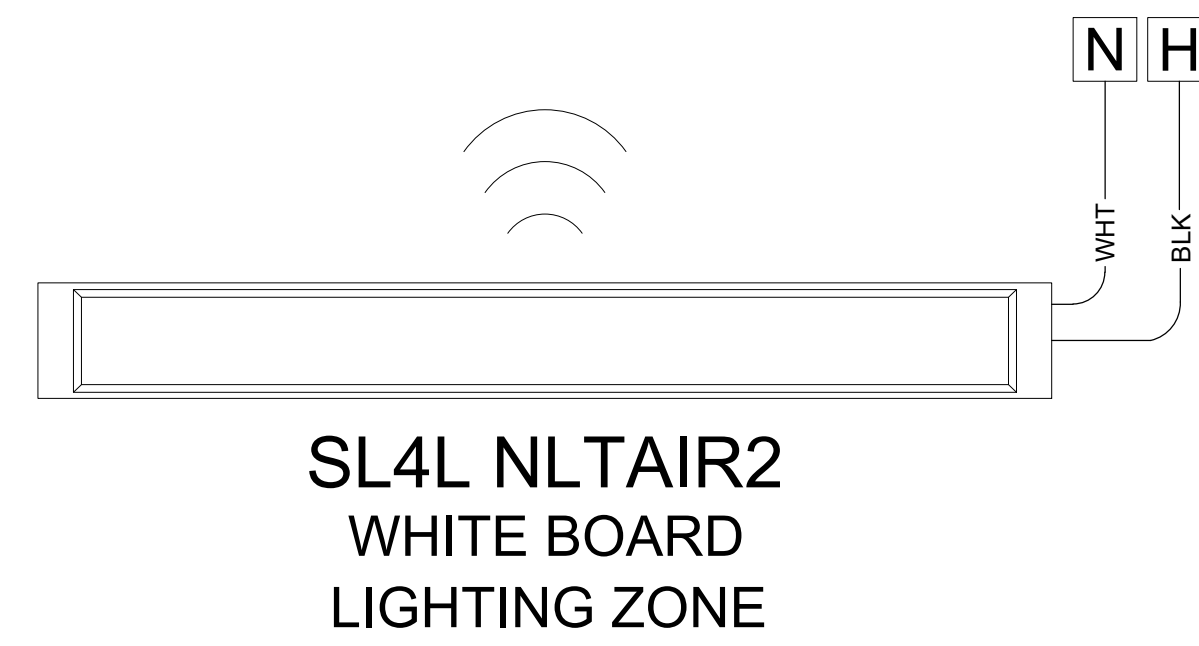 N H
WHT
BLK
SL4L NLTAIR2
WHITE BOARD
LIGHTING ZONE